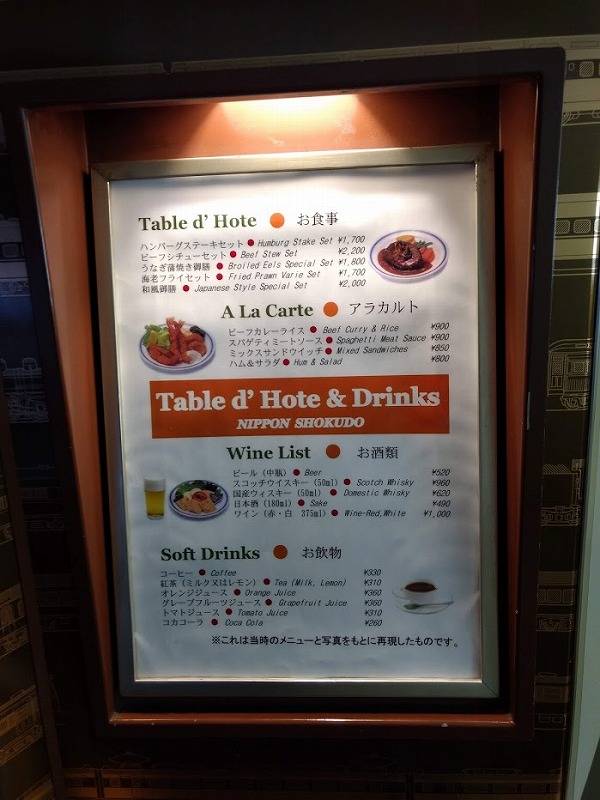 Table d' Hote ● お食事
ハンバーグステーキセット ● Humburg Stake Set ¥1,700
ビーフシチューセット ● Beef Stew Set ¥2,200
うなぎ蒲焼き御膳 ● Broiled Eels Special Set ¥1,800
海老フライセット ● Fried Prawn Varie Set ¥1,700
和風御膳 ● Japanese Style Special Set ¥2,000
A La Carte ● アラカルト
ビーフカレーライス ● Beef Curry & Rice ¥900
スパゲティミートソース ● Spaghetti Meat Sauce ¥900
ミックスサンドウイッチ ● Mixed Sandwiches ¥850
ハム&サラダ ● Hum & Salad ¥800
Table d' Hote & Drinks
NIPPON SHOKUDO
Wine List ● お酒類
ビール (中瓶) ● Beer ¥520
スコッチウイスキー (50ml) ● Scotch Whisky ¥960
国産ウィスキー (50ml) ● Domestic Whisky ¥620
日本酒 (180ml) ● Sake ¥490
ワイン (赤・白 375ml) ● Wine-Red,White ¥1,000
Soft Drinks ● お飲物
コーヒー ● Coffee ¥330
紅茶 (ミルク又はレモン) ● Tea (Milk, Lemon) ¥310
オレンジジュース ● Orange Juice ¥360
グレープフルーツジュース ● Grapefruit Juice ¥360
トマトジュース ● Tomato Juice ¥310
コカコーラ ● Coca Cola ¥260
※これは当時のメニューと写真をもとに再現したものです。